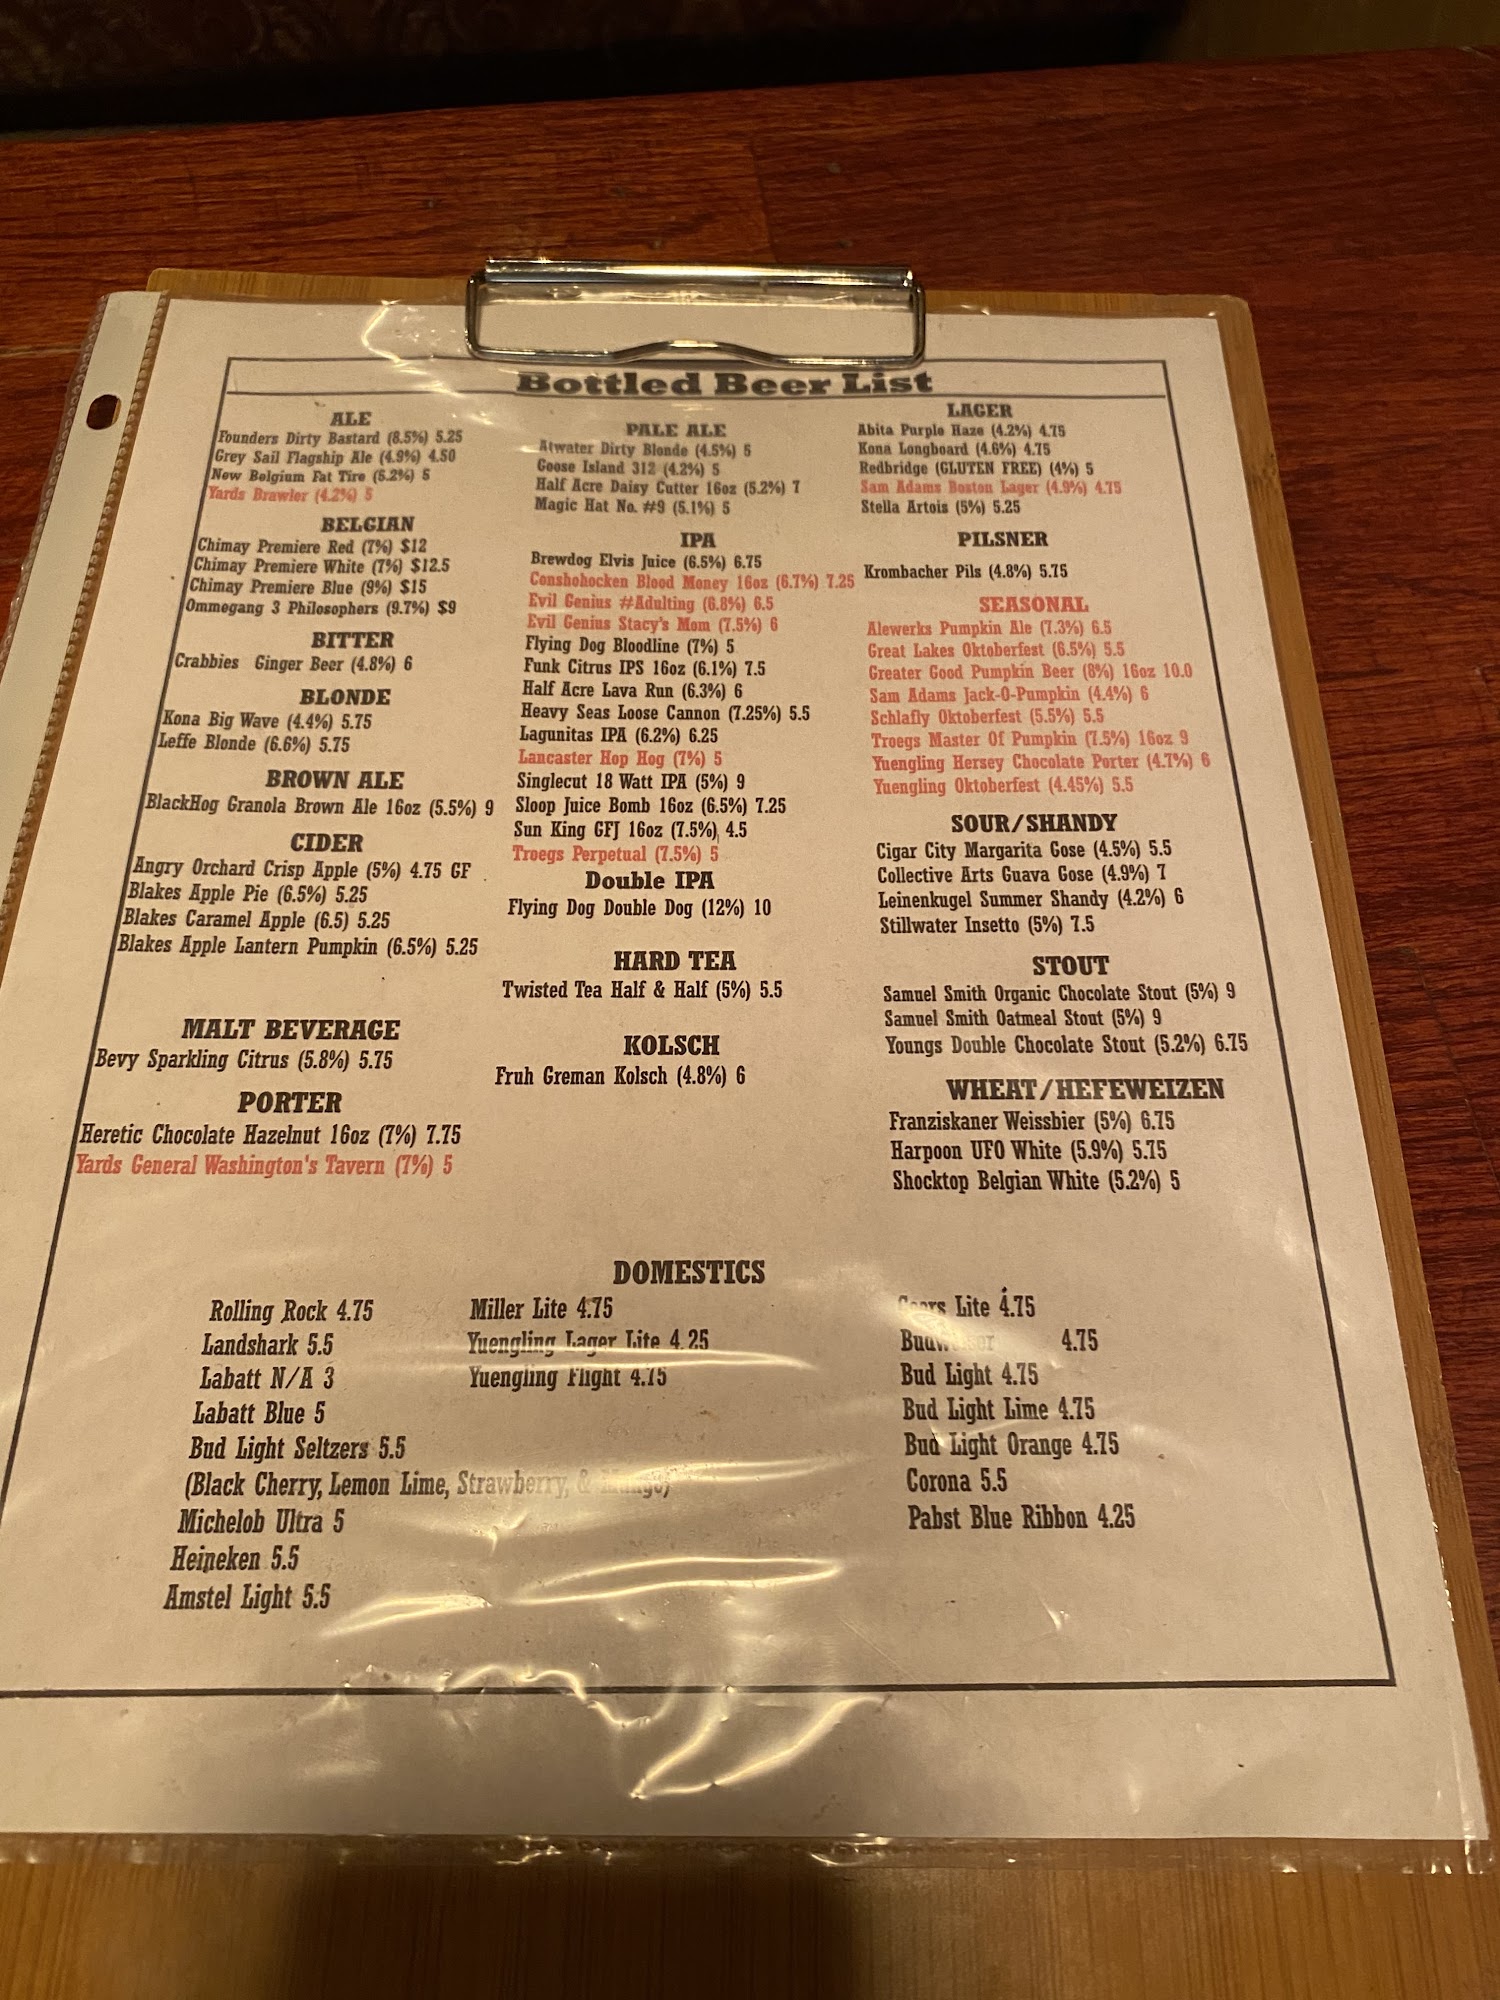 Bottled Beer List
ALE
Founders Dirty Bastard (8.5%) 5.25
Grey Sail Flagship Ale (4.9%) 4.50
New Belgium Fat Tire (5.2%) 5
Yards Brawler (4.2%) 5
BELGIAN
Chimay Premiere Red (7%) $12
Chimay Premiere White (7%) $12.5
Chimay Premiere Blue (9%) $15
Ommegang 3 Philosophers (9.7%) $9
BITTER
Crabbies Ginger Beer (4.8%) 6
BLONDE
Kona Big Wave (4.4%) 5.75
Leffe Blonde (6.6%) 5.75
BROWN ALE
BlackHog Granola Brown Ale 16oz (5.5%) 9
CIDER
Angry Orchard Crisp Apple (5%) 4.75 GF
Blakes Apple Pie (6.5%) 5.25
Blakes Caramel Apple (6.5) 5.25
Blakes Apple Lantern Pumpkin (6.5%) 5.25
MALT BEVERAGE
Bevy Sparkling Citrus (5.8%) 5.75
PORTER
Heretic Chocolate Hazelnut 16oz (7%) 7.75
Yards General Washington's Tavern (7%) 5
PALE ALE
Atwater Dirty Blonde (4.5%) 5
Goose Island 312 (4.2%) 5
Half Acre Daisy Cutter 16oz (5.2%) 7
Magic Hat No. #9 (5.1%) 5
IPA
Brewdog Elvis Juice (6.5%) 6.75
Conshohocken Blood Money 16oz (6.7%) 7.25
Evil Genius #Adulting (6.8%) 6.5
Evil Genius Stacy's Mom (7.5%) 6
Flying Dog Bloodline (7%) 5
Funk Citrus IPS 16oz (6.1%) 7.5
Half Acre Lava Run (6.3%) 6
Heavy Seas Loose Cannon (7.25%) 5.5
Lagunitas IPA (6.2%) 6.25
Lancaster Hop Hog (7%) 5
Singlecut 18 Watt IPA (5%) 9
Sloop Juice Bomb 16oz (6.5%) 7.25
Sun King GFJ 16oz (7.5%), 4.5
Troegs Perpetual (7.5%) 5
Double IPA
Flying Dog Double Dog (12%) 10
HARD TEA
Twisted Tea Half & Half (5%) 5.5
KOLSCH
Fruh Greman Kolsch (4.8%) 6
LAGER
Abita Purple Haze (4.2%) 4.75
Kona Longboard (4.6%) 4.75
Redbridge (GLUTEN FREE) (4%) 5
Sam Adams Boston Lager (4.9%) 4.75
Stella Artois (5%) 5.25
PILSNER
Krombacher Pils (4.8%) 5.75
SEASONAL
Alewerks Pumpkin Ale (7.3%) 6.5
Great Lakes Oktoberfest (6.5%) 5.5
Greater Good Pumpkin Beer (8%) 16oz 10.0
Sam Adams Jack-O-Pumpkin (4.4%) 6
Schlafly Oktoberfest (5.5%) 5.5
Troegs Master Of Pumpkin (7.5%) 16oz 9
Yuengling Hersey Chocolate Porter (4.7%) 6
Yuengling Oktoberfest (4.45%) 5.5
SOUR/SHANDY
Cigar City Margarita Gose (4.5%) 5.5
Collective Arts Guava Gose (4.9%) 7
Leinenkugel Summer Shandy (4.2%) 6
Stillwater Insetto (5%) 7.5
STOUT
Samuel Smith Organic Chocolate Stout (5%) 9
Samuel Smith Oatmeal Stout (5%) 9
Youngs Double Chocolate Stout (5.2%) 6.75
WHEAT/HEFEWEIZEN
Franziskaner Weissbier (5%) 6.75
Harpoon UFO White (5.9%) 5.75
Shocktop Belgian White (5.2%) 5
DOMESTICS
Rolling Rock 4.75
Landshark 5.5
Labatt N/A 3
Labatt Blue 5
Bud Light Seltzers 5.5
(Black Cherry, Lemon Lime, Strawberry, & Mango)
Michelob Ultra 5
Heineken 5.5
Amstel Light 5.5
Miller Lite 4.75
Yuengling Lager Lite 4.25
Yuengling Flight 4.75
Coors Lite 4.75
Budweiser 4.75
Bud Light 4.75
Bud Light Lime 4.75
Bud Light Orange 4.75
Corona 5.5
Pabst Blue Ribbon 4.25